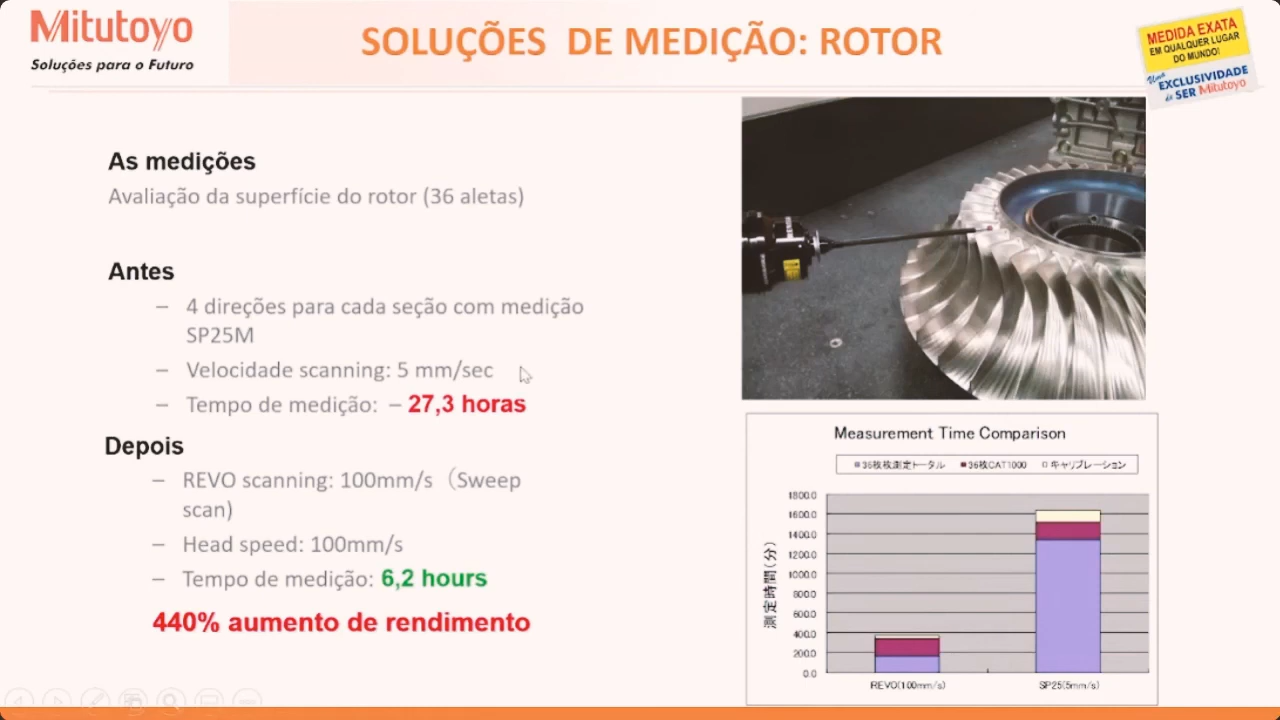 Mitutoyo
Soluções para o Futuro
SOLUÇÕES DE MEDIÇÃO: ROTOR
MEDIDA EXATA
EM QUALQUER LUGAR
DO MUNDO!
Uma
EXCLUSIVIDADE
de SER Mitutoyo
As medições
Avaliação da superfície do rotor (36 aletas)
Antes
– 4 direções para cada seção com medição
SP25M
– Velocidade scanning: 5 mm/sec
– Tempo de medição: – 27,3 horas
Depois
– REVO scanning: 100mm/s（Sweep
scan)
– Head speed: 100mm/s
– Tempo de medição: 6,2 hours
440% aumento de rendimento
Measurement Time Comparison
36枚枚測定トータル 36枚CAT1000 キャリブレーション
測定時間(分)
1800.0
1600.0
1400.0
1200.0
1000.0
800.0
600.0
400.0
200.0
0.0
REVO(100mm/s) SP25(5mm/s)